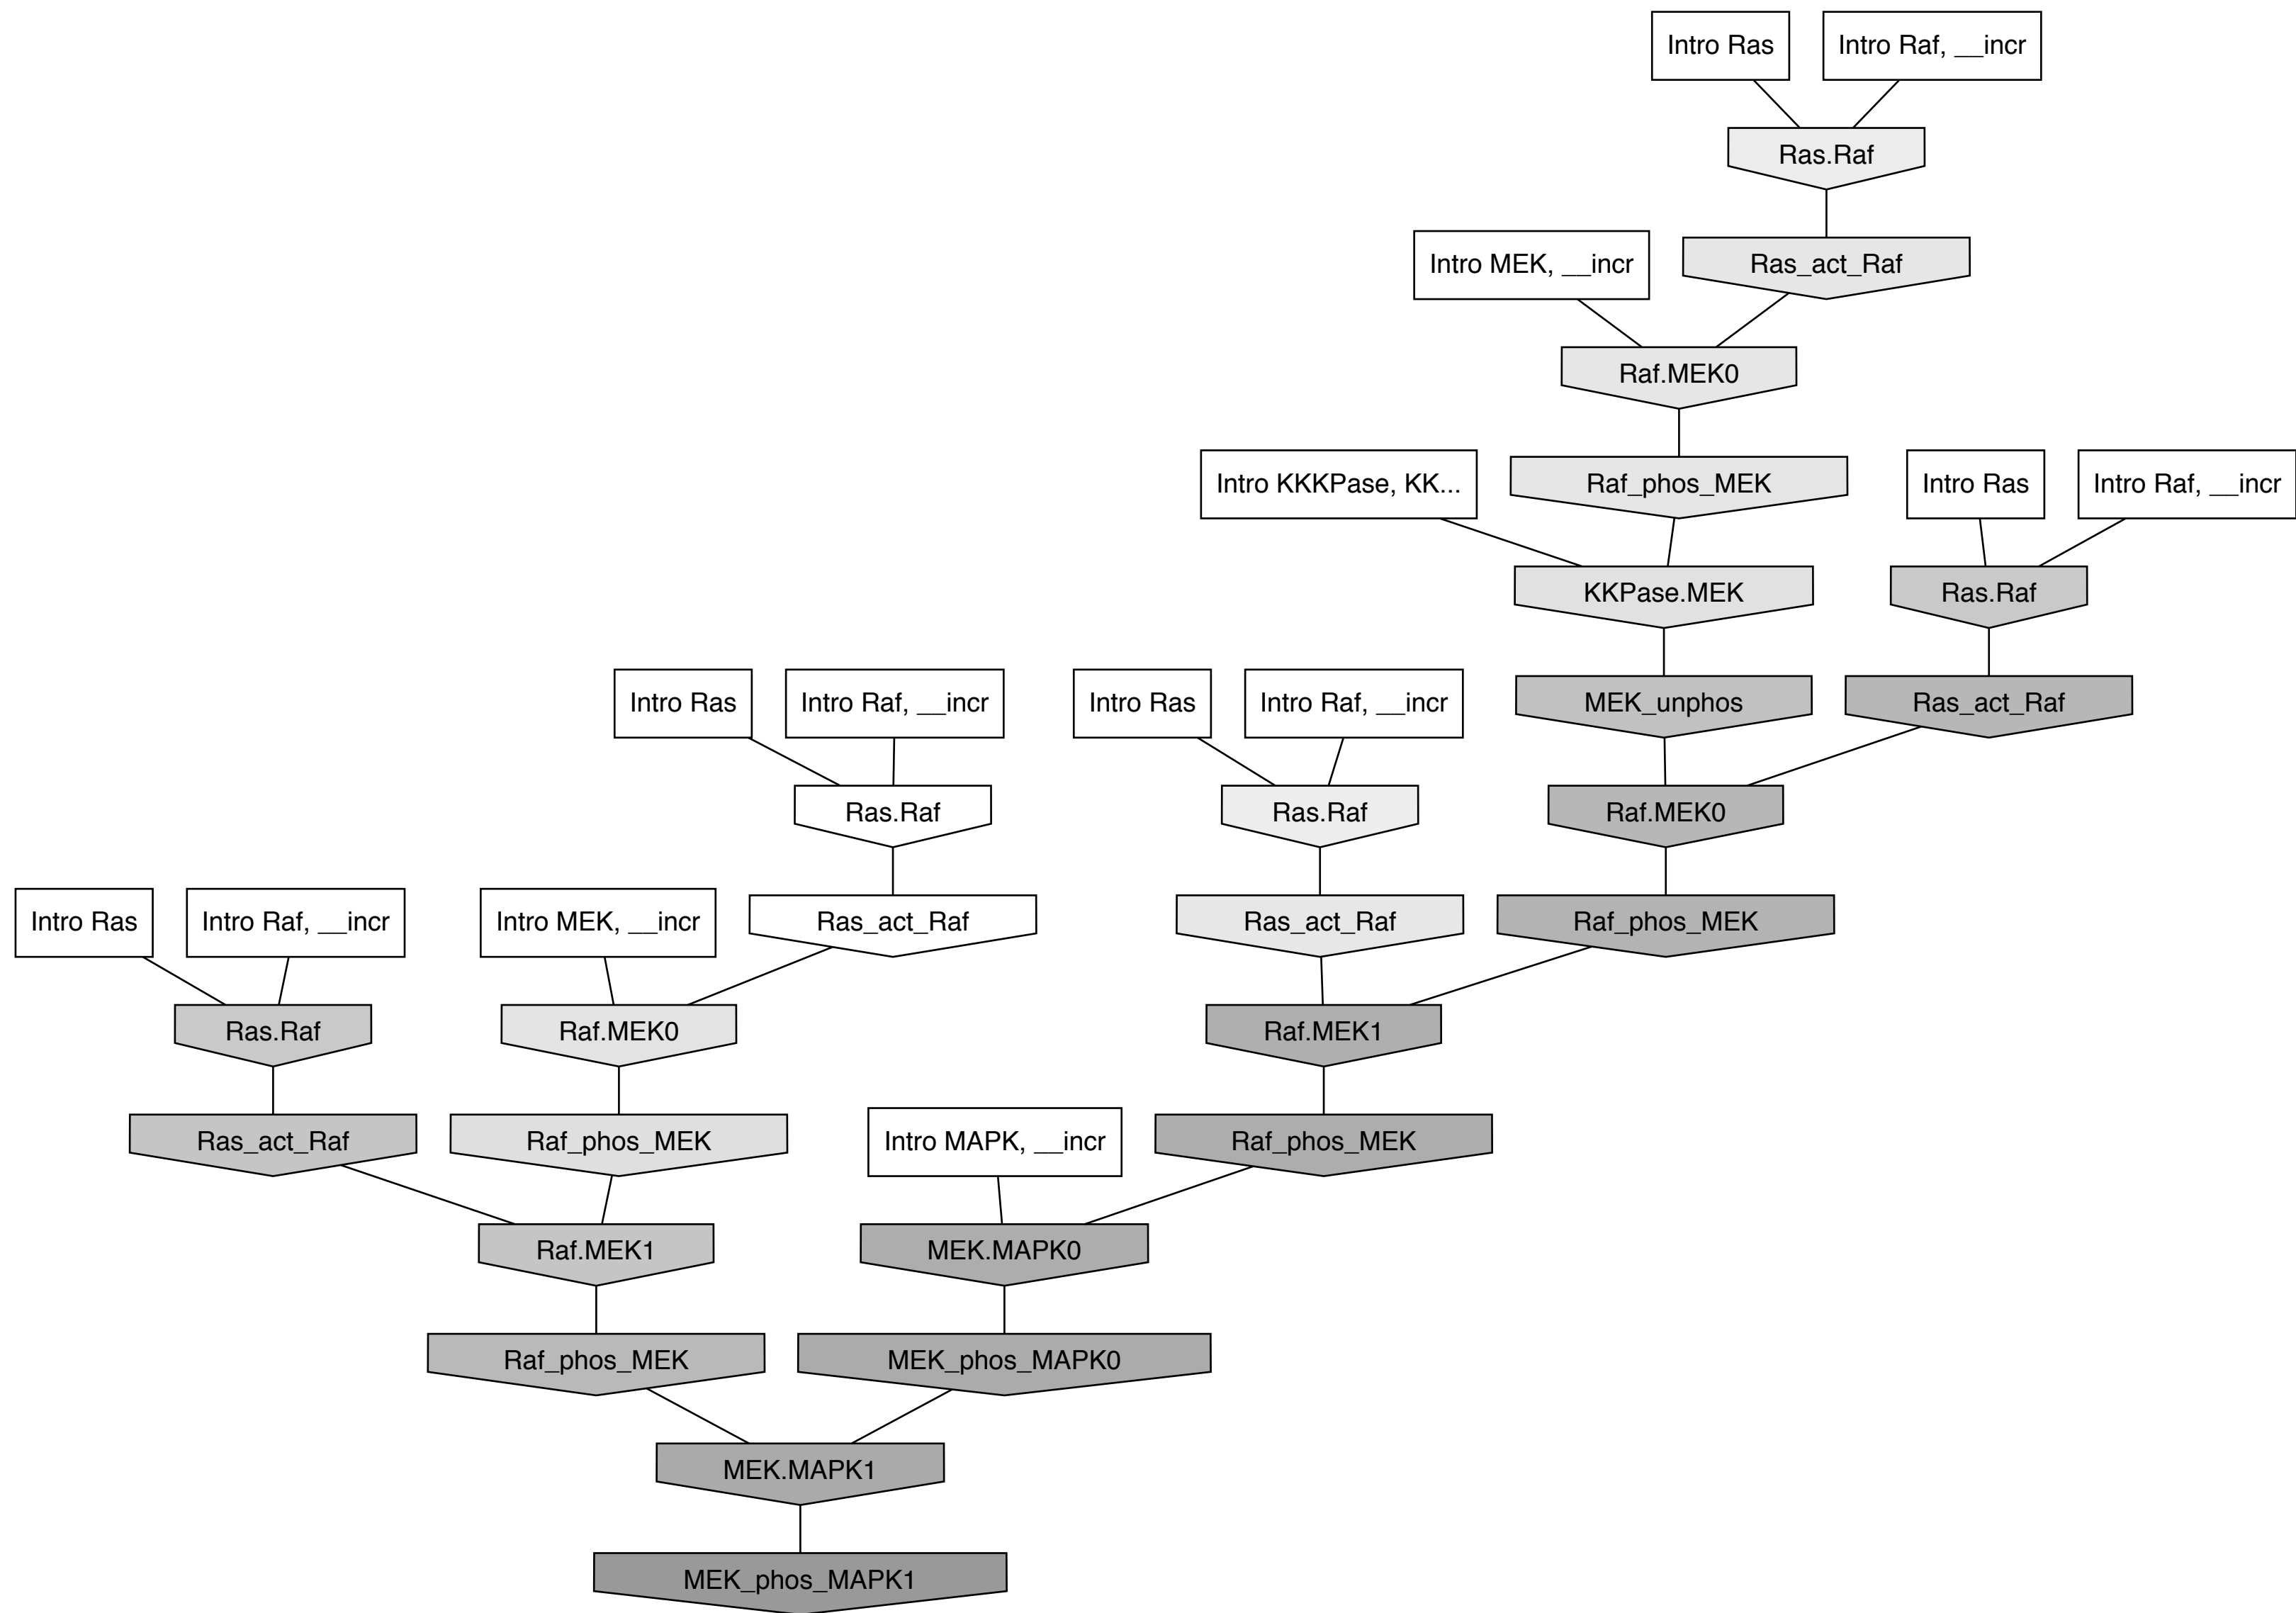 Intro Ras
Intro Raf, __incr
Ras.Raf
Intro MEK, __incr
Ras_act_Raf
Raf.MEK0
Intro KKKPase, KK...
Raf_phos_MEK
Intro Ras
Intro Raf, __incr
KKPase.MEK
Ras.Raf
Intro Ras
Intro Raf, __incr
Intro Ras
Intro Raf, __incr
MEK_unphos
Ras_act_Raf
Ras.Raf
Ras.Raf
Raf.MEK0
Intro Ras
Intro Raf, __incr
Intro MEK, __incr
Ras_act_Raf
Ras_act_Raf
Raf_phos_MEK
Ras.Raf
Raf.MEK0
Raf.MEK1
Ras_act_Raf
Raf_phos_MEK
Intro MAPK, __incr
Raf_phos_MEK
Raf.MEK1
MEK.MAPK0
Raf_phos_MEK
MEK_phos_MAPK0
MEK.MAPK1
MEK_phos_MAPK1